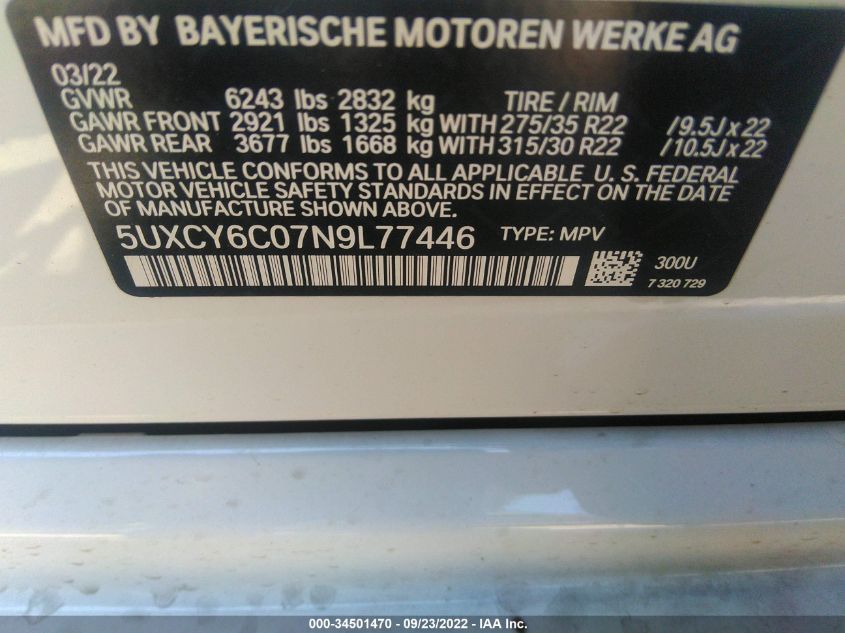 MFD BY BAYERISCHE MOTOREN WERKE AG
03/22
GVWR 6243 lbs 2832 kg TIRE / RIM
GAWR FRONT 2921 lbs 1325 kg WITH 275/35 R22 /9.5J x 22
GAWR REAR 3677 lbs 1668 kg WITH 315/30 R22 /10.5J x 22
THIS VEHICLE CONFORMS TO ALL APPLICABLE U. S. FEDERAL
MOTOR VEHICLE SAFETY STANDARDS IN EFFECT ON THE DATE
OF MANUFACTURE SHOWN ABOVE.
5UXCY6C07N9L77446 TYPE: MPV
300U
7 320 729
000-34501470 - 09/23/2022 - IAA Inc.